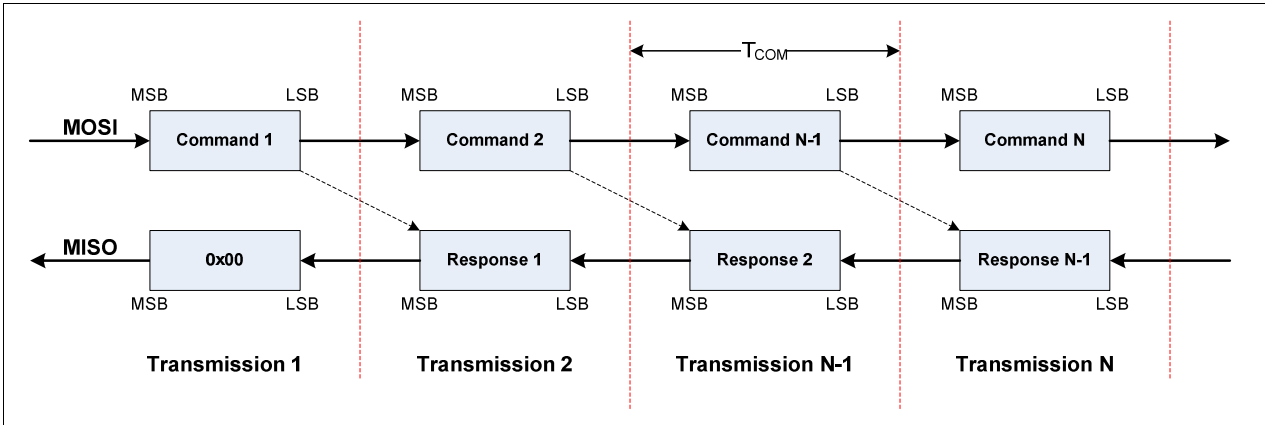 T_COM
MSB LSB MSB LSB MSB LSB MSB LSB
MOSI Command 1 Command 2 Command N-1 Command N
MISO 0x00 Response 1 Response 2 Response N-1
MSB LSB MSB LSB MSB LSB MSB LSB
Transmission 1 Transmission 2 Transmission N-1 Transmission N